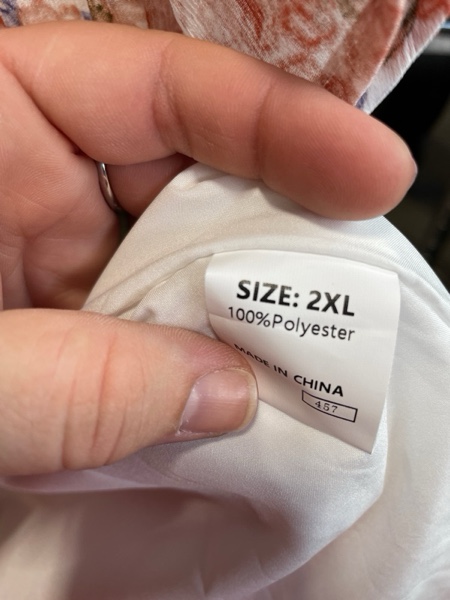 SIZE: 2XL
100%Polyester
MADE IN CHINA
457